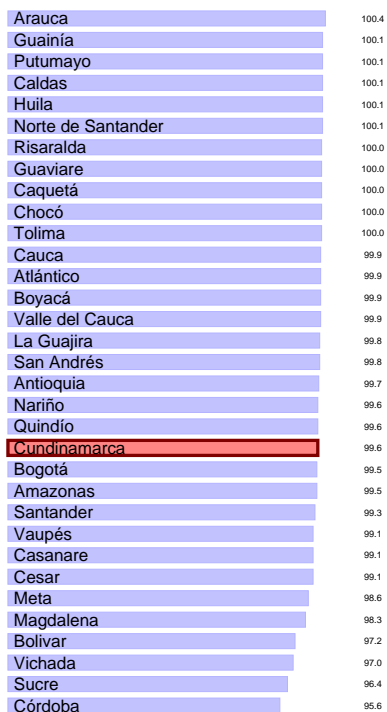 Arauca 100.4
Guainía 100.1
Putumayo 100.1
Caldas 100.1
Huila 100.1
Norte de Santander 100.1
Risaralda 100.0
Guaviare 100.0
Caquetá 100.0
Chocó 100.0
Tolima 100.0
Cauca 99.9
Atlántico 99.9
Boyacá 99.9
Valle del Cauca 99.9
La Guajira 99.8
San Andrés 99.8
Antioquia 99.7
Nariño 99.6
Quindío 99.6
Cundinamarca 99.6
Bogotá 99.5
Amazonas 99.5
Santander 99.3
Vaupés 99.1
Casanare 99.1
Cesar 99.1
Meta 98.6
Magdalena 98.3
Bolivar 97.2
Vichada 97.0
Sucre 96.4
Córdoba 95.6